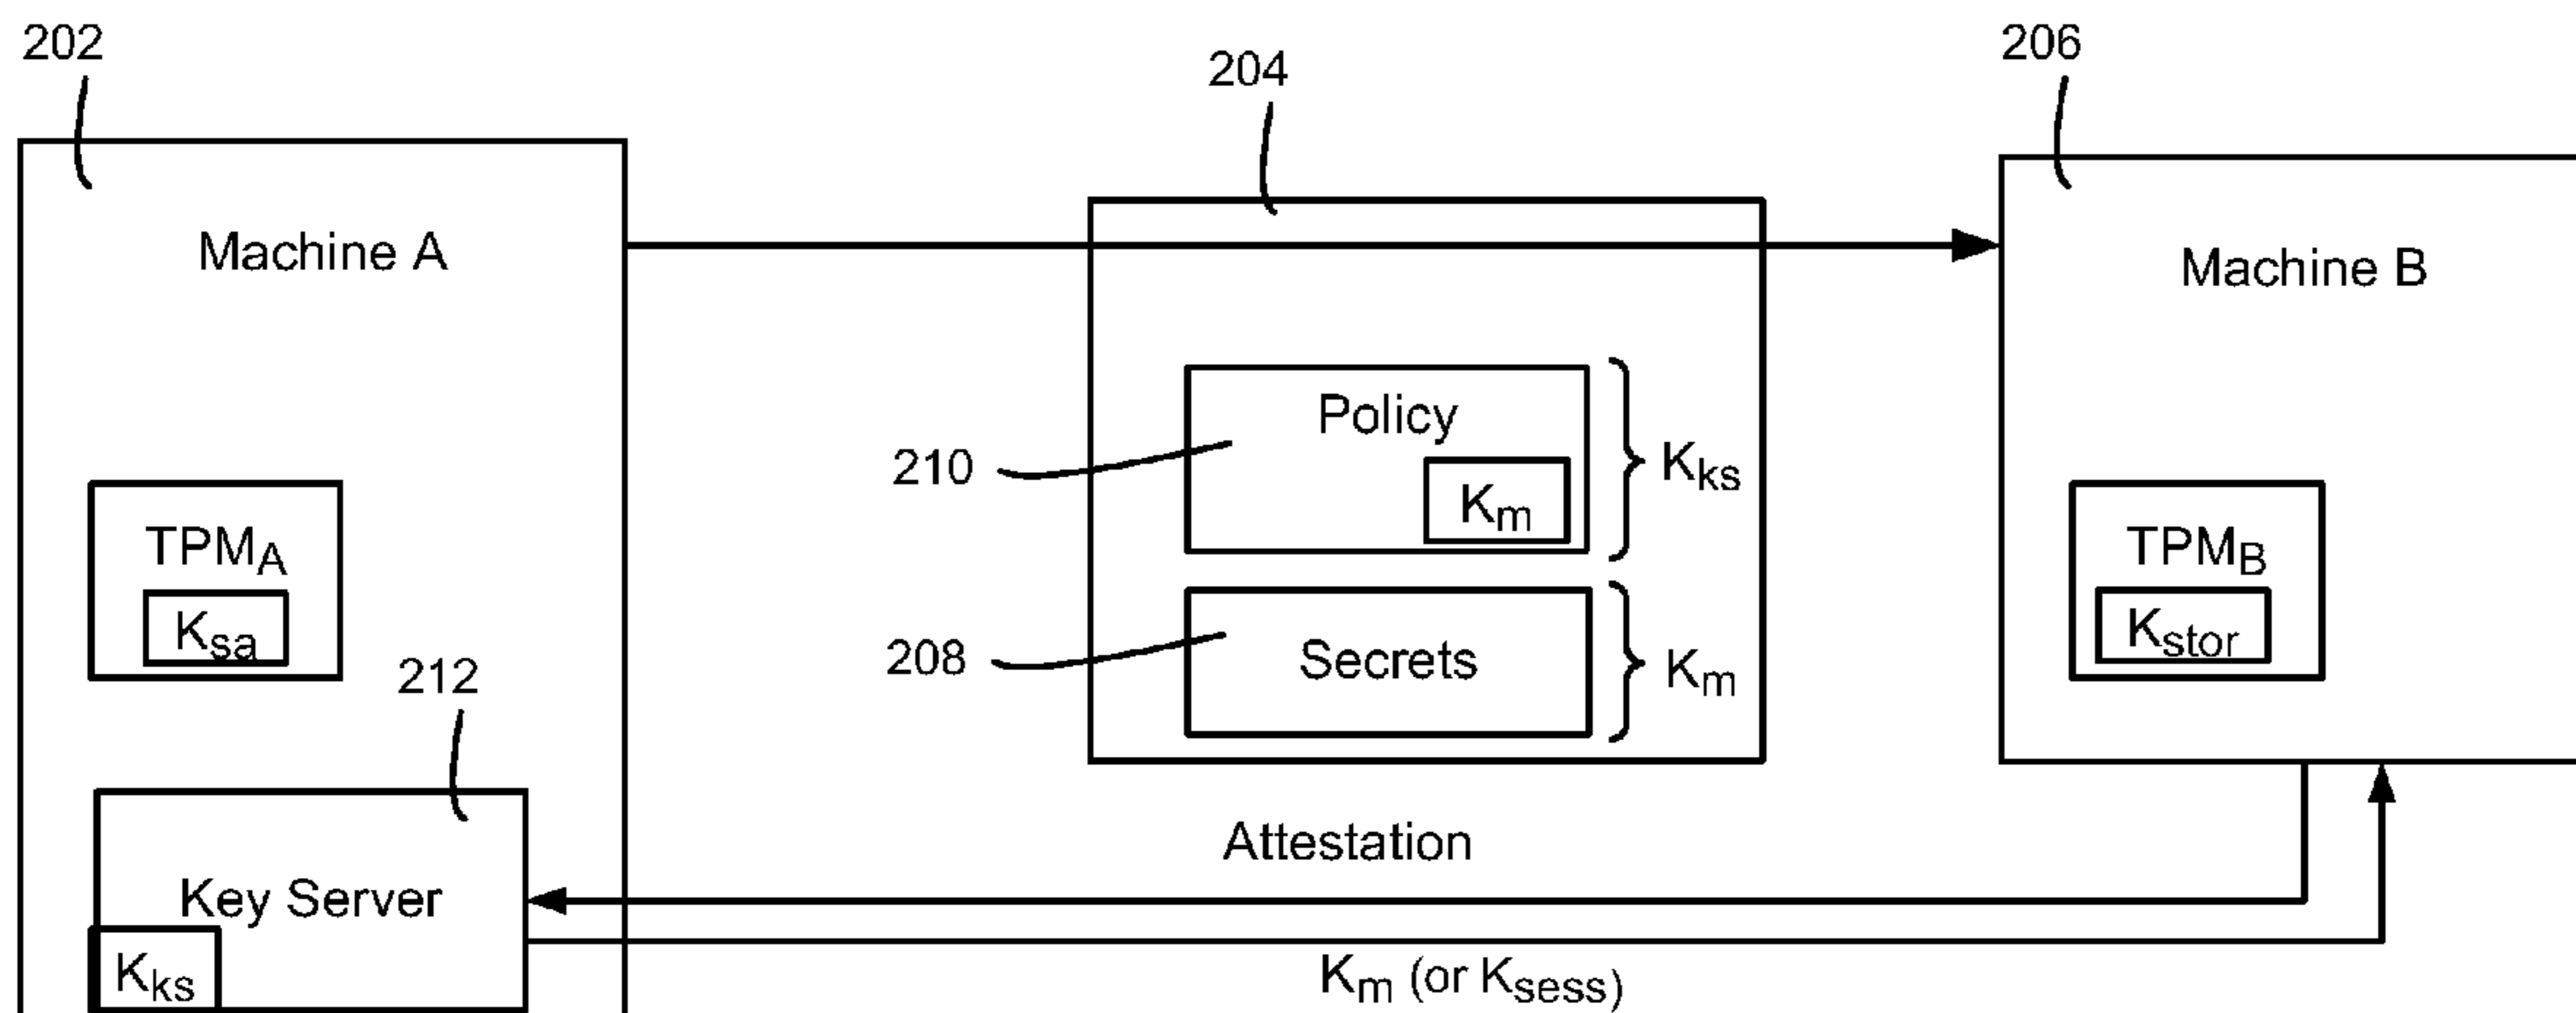 202
204
206
Machine A
Machine B
Policy
210
Kks
Km
TPMA
Ksa
TPMB
Kstor
208
Secrets
Km
212
Attestation
Key Server
Kks
Km (or Ksess)